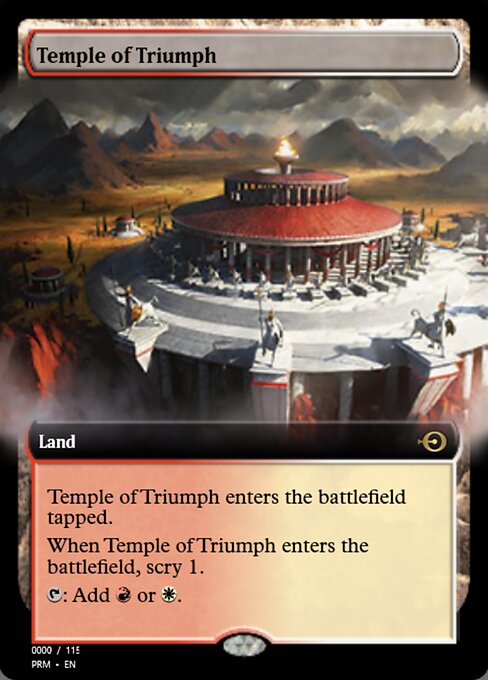 Temple of Triumph
Land
Temple of Triumph enters the battlefield
tapped.
When Temple of Triumph enters the
battlefield, scry 1.
: Add or .
0000 / 115
PRM • EN